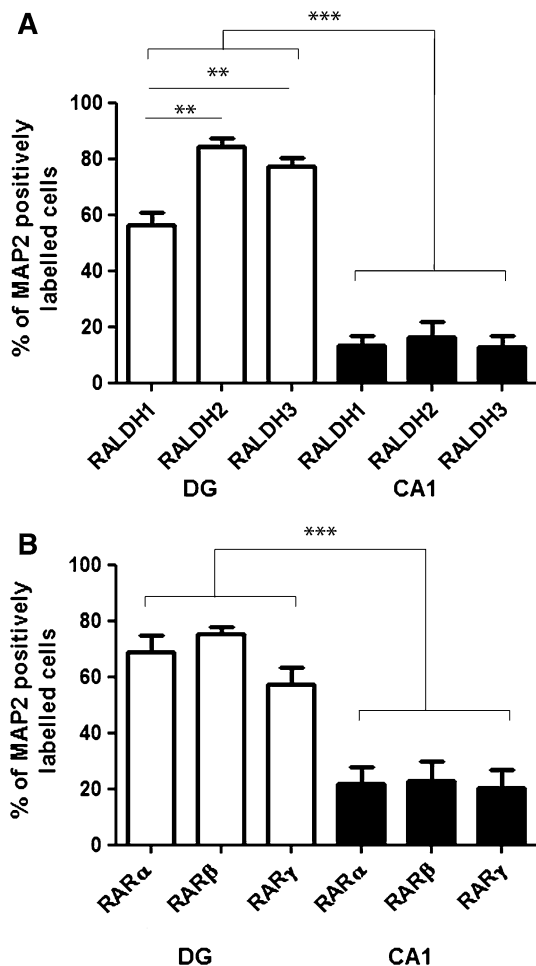 A
***
**
**
100
80
60
40
20
0
% of MAP2 positively
labelled cells
RALDH1
RALDH2
RALDH3
RALDH1
RALDH2
RALDH3
DG
CA1
B
***
100
80
60
40
20
0
% of MAP2 positively
labelled cells
RARα
RARβ
RARγ
RARα
RARβ
RARγ
DG
CA1